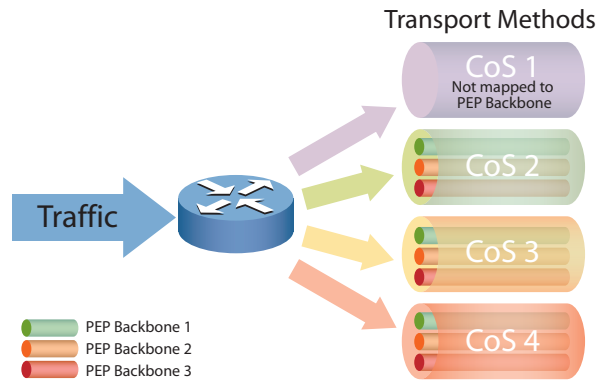 Transport Methods
CoS 1
Not mapped to
PEP Backbone
CoS 2
Traffic
CoS 3
CoS 4
PEP Backbone 1
PEP Backbone 2
PEP Backbone 3